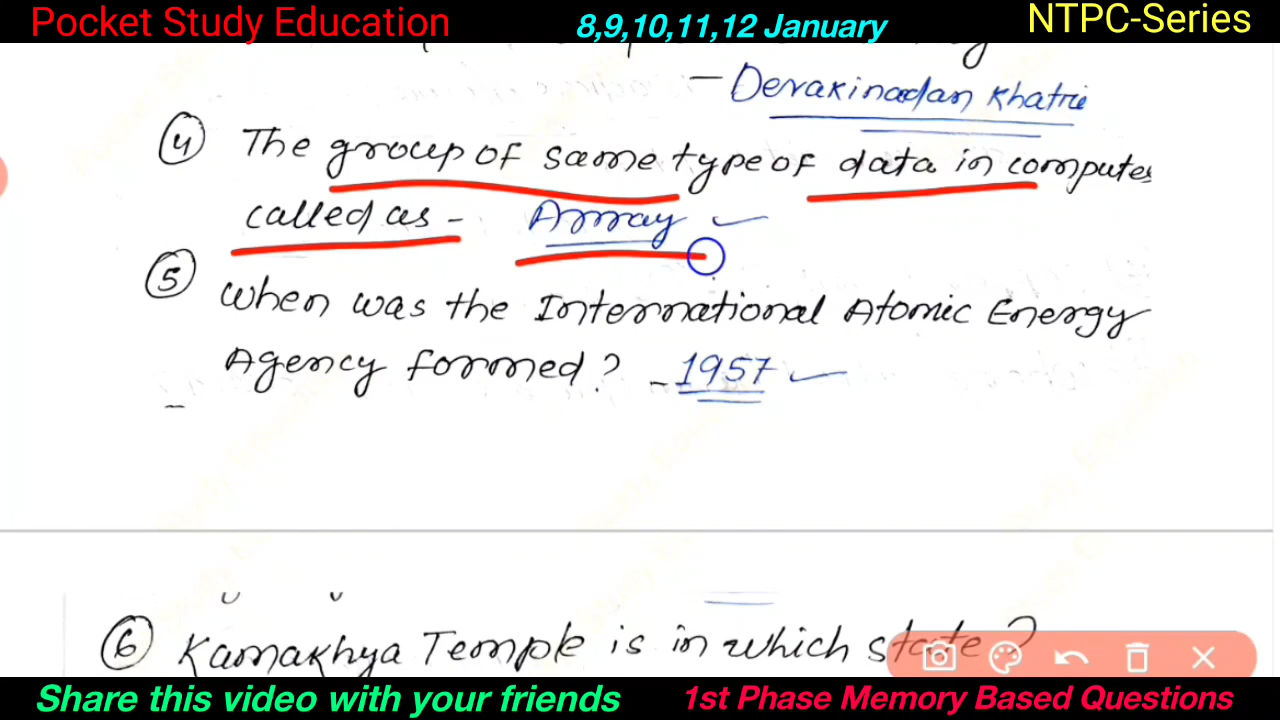 Pocket Study Education
8,9,10,11,12 January
NTPC-Series
- Devakinadan Khatri
4 The group of same type of data in computer
called as - Array
5 When was the International Atomic Energy
Agency formed? - 1957
6 Kamakhya Temple is in which state?
Share this video with your friends
1st Phase Memory Based Questions